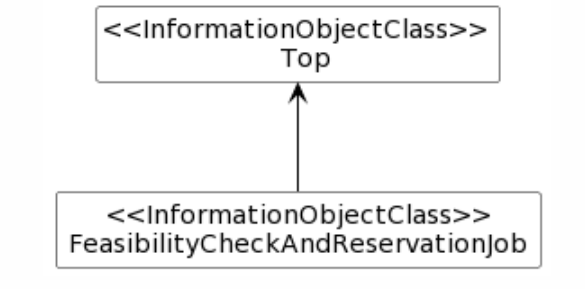 <<InformationObjectClass>>
Top
<<InformationObjectClass>>
FeasibilityCheckAndReservationJob